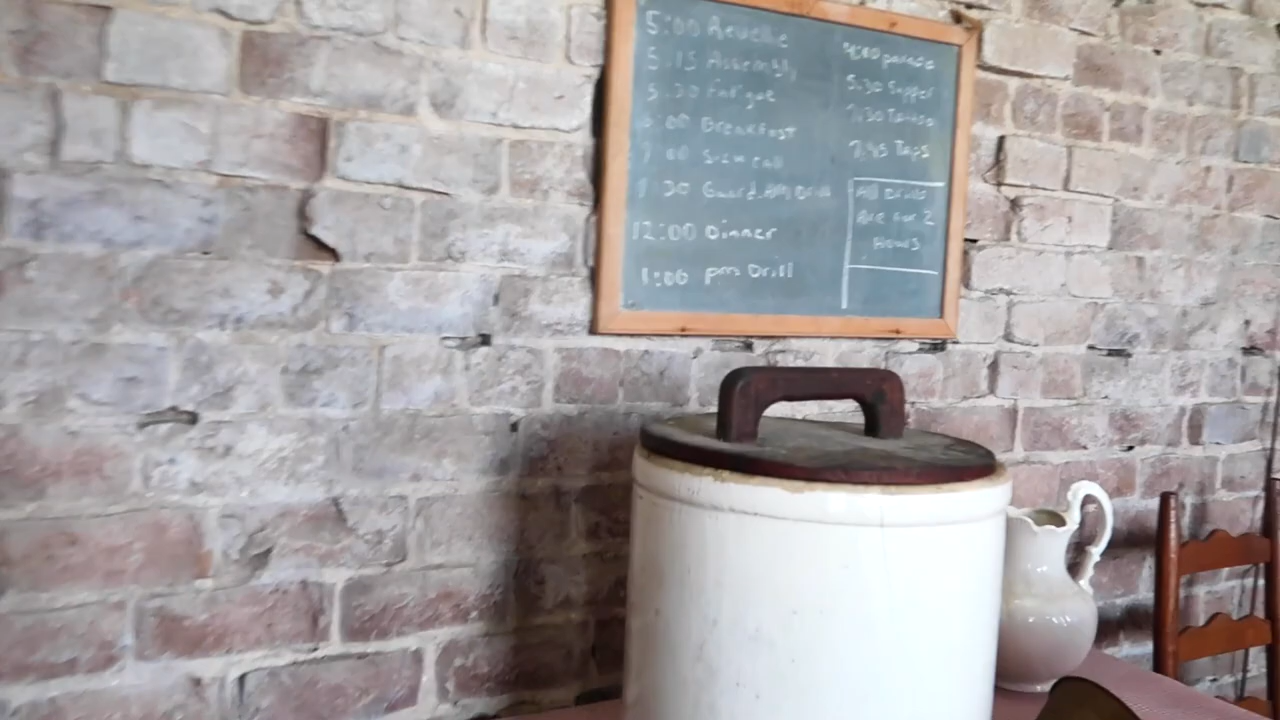 5:00 Reveille
5:15 Assembly
5:30 Fatigue
6:00 Breakfast
7:00 Sick call
7:30 Guard. AM Drill
12:00 Dinner
1:00 pm Drill
4:00 parade
5:30 Supper
7:30 Tattoo
7:45 Taps
All Drills
Are For 2
Hours